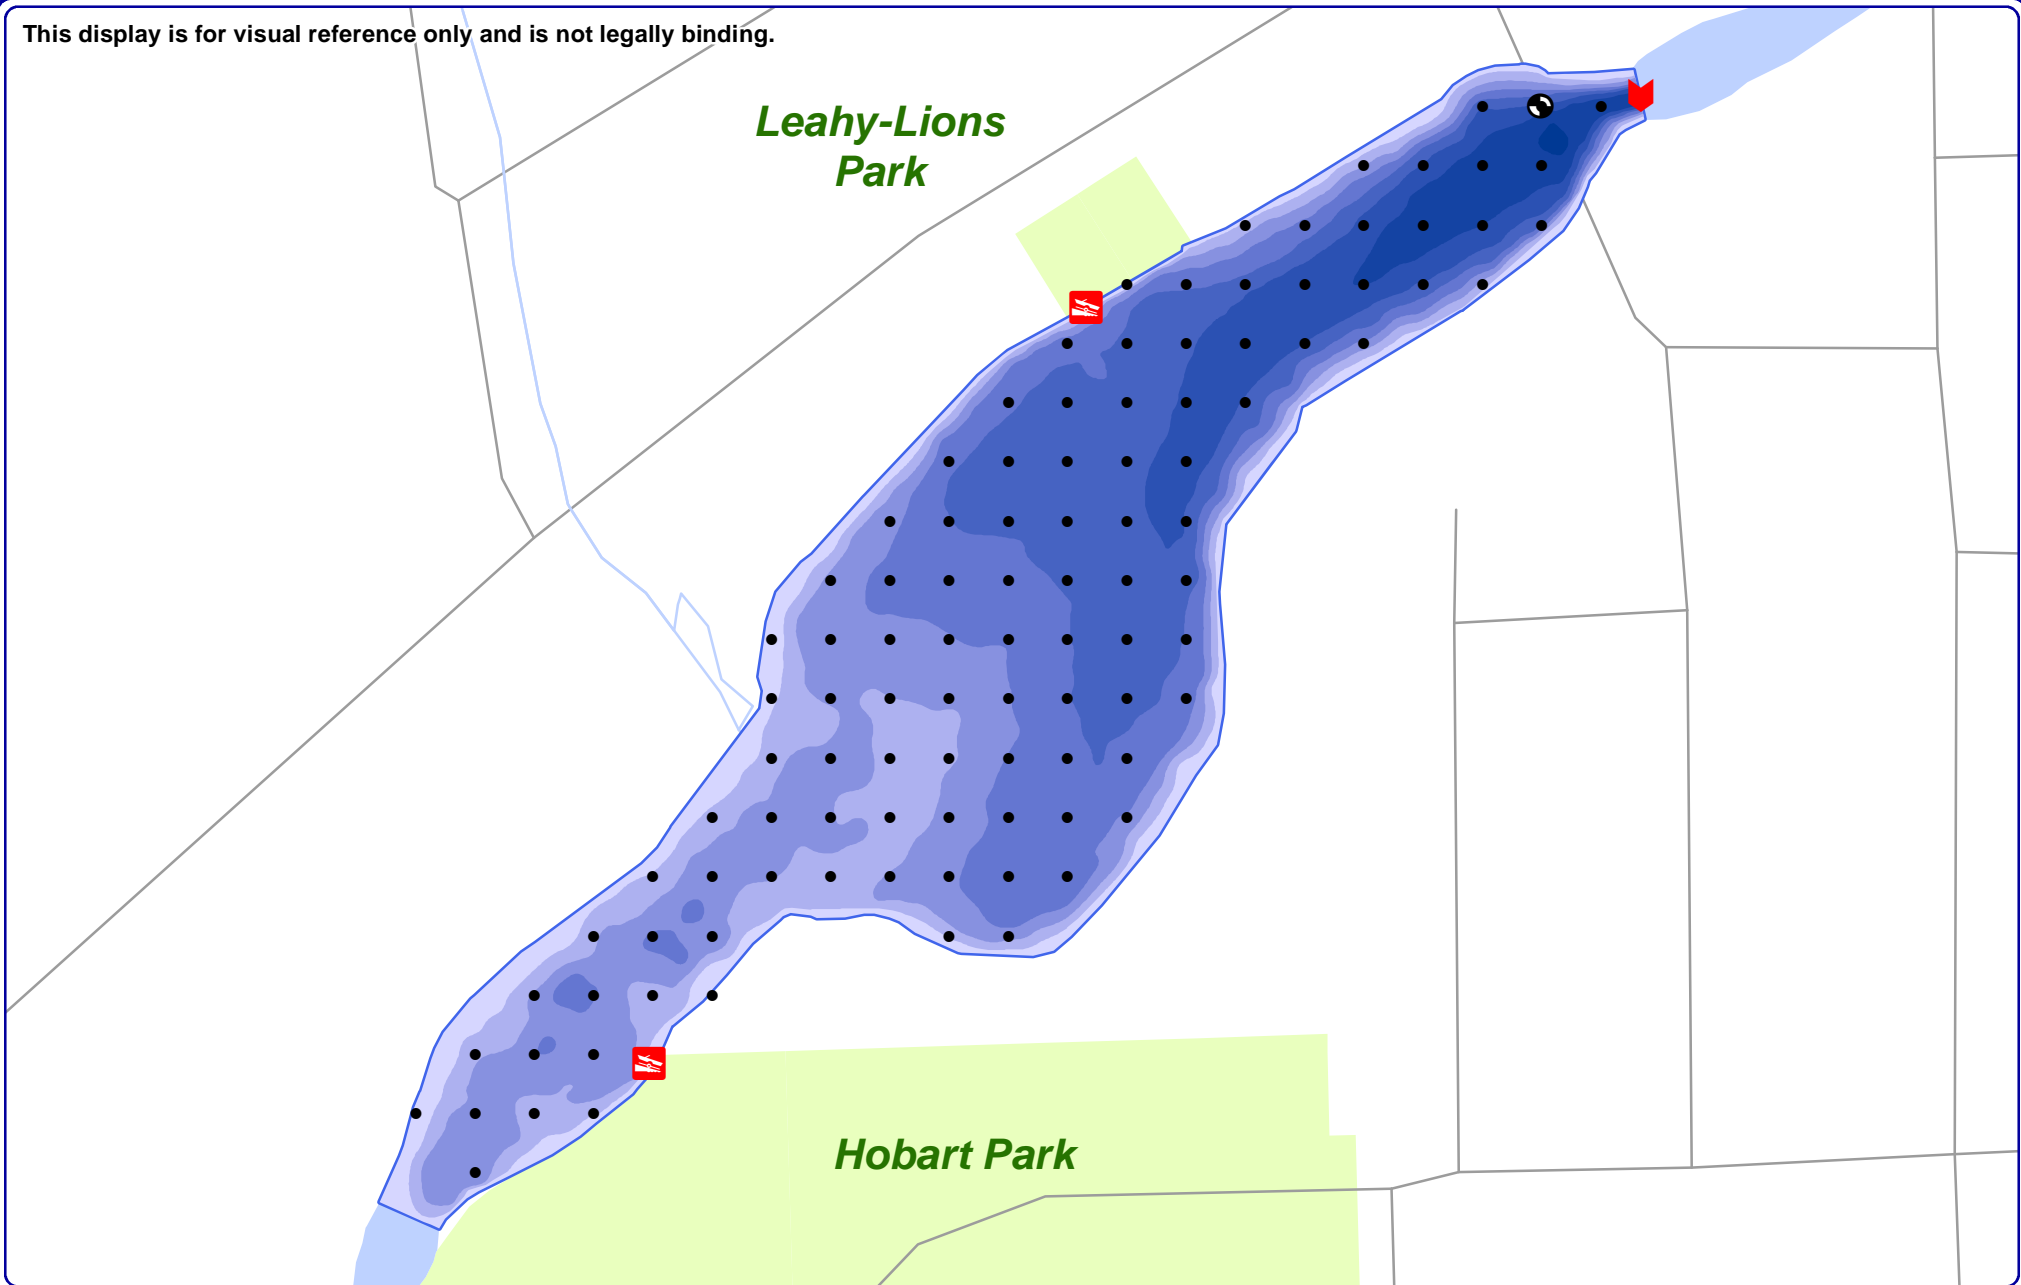 This display is for visual reference only and is not legally binding.
Leahy-Lions
Park
Hobart Park